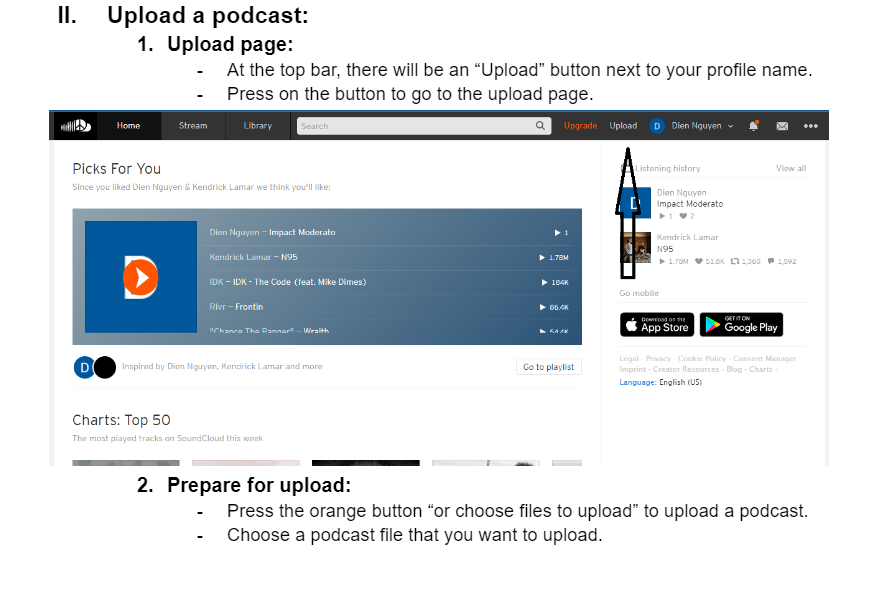 II. Upload a podcast:
1. Upload page:
- At the top bar, there will be an “Upload” button next to your profile name.
- Press on the button to go to the upload page.
Home Stream Library Search Upgrade Upload D Dien Nguyen
Picks For You
Since you liked Dien Nguyen & Kendrick Lamar we think you'll like:
Dien Nguyen – Impact Moderato 1
Kendrick Lamar – N95 1.78M
IDK – IDK - The Code (feat. Mike Dimes) 184K
Rivr – Frontin 86.4K
"Chance The Rapper" – Wraith 54.4K
D Inspired by Dien Nguyen, Kendrick Lamar and more Go to playlist
Charts: Top 50
The most played tracks on SoundCloud this week
Listening history View all
Dien Nguyen
Impact Moderato
1 2
Kendrick Lamar
N95
1.78M 51.8K 1,360 1,592
Go mobile
Download on the App Store GET IT ON Google Play
Legal - Privacy - Cookie Policy - Consent Manager -
Imprint - Creator Resources - Blog - Charts -
Language: English (US)
2. Prepare for upload:
- Press the orange button “or choose files to upload” to upload a podcast.
- Choose a podcast file that you want to upload.